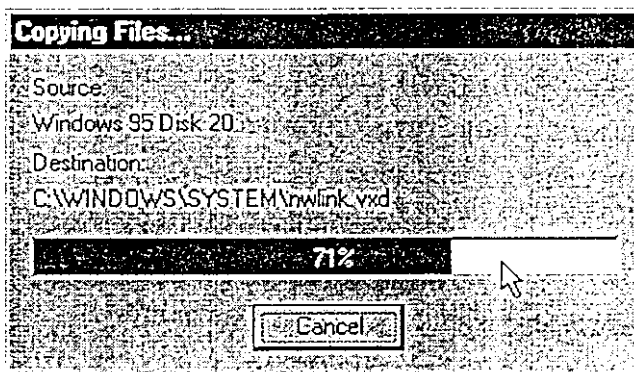 Copying Files...
Source:
Windows 95 Disk 20
Destination:
C:\WINDOWS\SYSTEM\nwlink.vxd
71%
Cancel